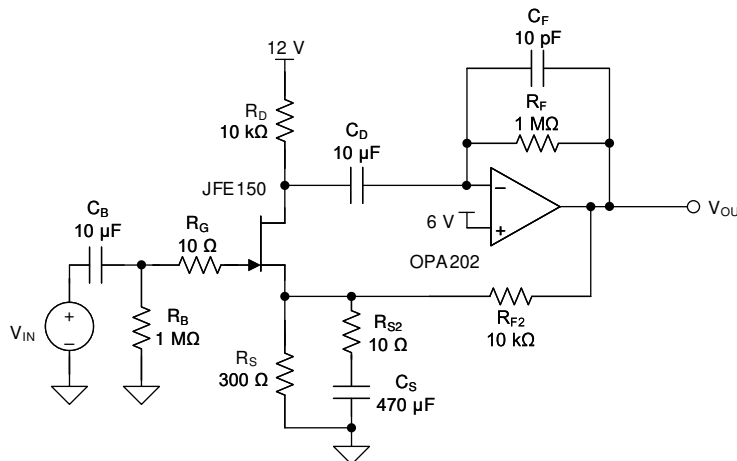 C_F
10 pF
12 V
R_F
1 MΩ
R_D
10 kΩ
C_D
10 µF
JFE150
−
6 V
+
V_OU
OPA202
C_B
10 µF
R_G
10 Ω
R_F2
10 kΩ
V_IN
+
−
R_B
1 MΩ
R_S2
10 Ω
R_S
300 Ω
C_S
470 µF